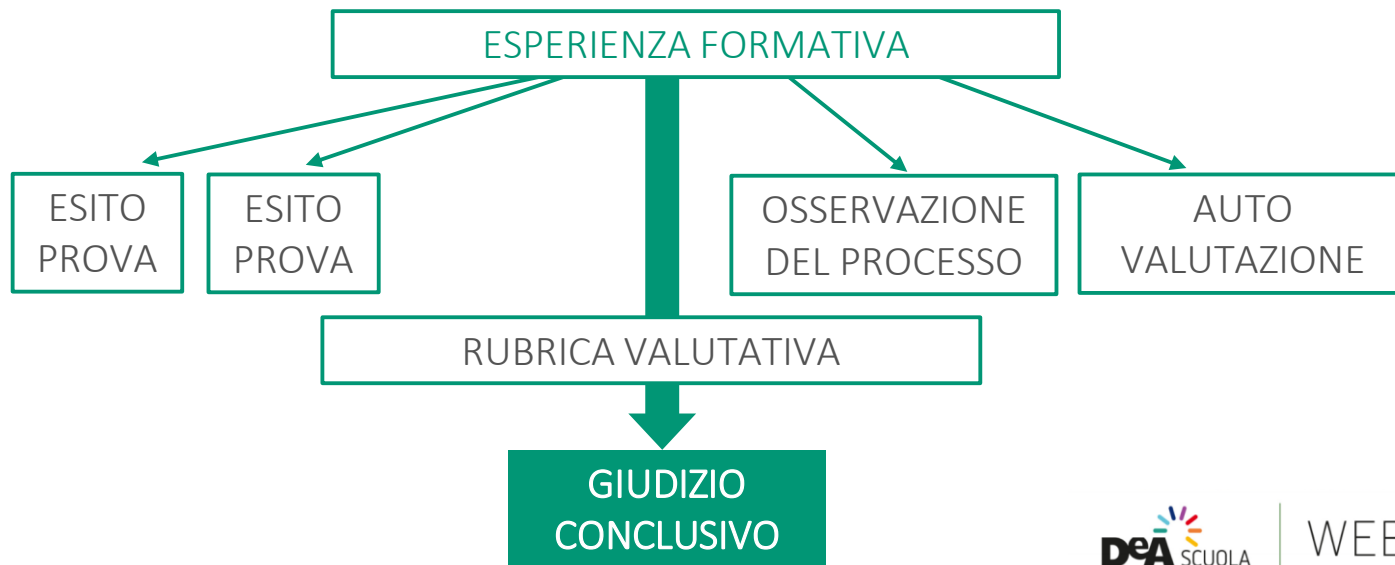 ESPERIENZA FORMATIVA
ESITO
PROVA
ESITO
PROVA
OSSERVAZIONE
DEL PROCESSO
AUTO
VALUTAZIONE
RUBRICA VALUTATIVA
GIUDIZIO
CONCLUSIVO
DeA SCUOLA